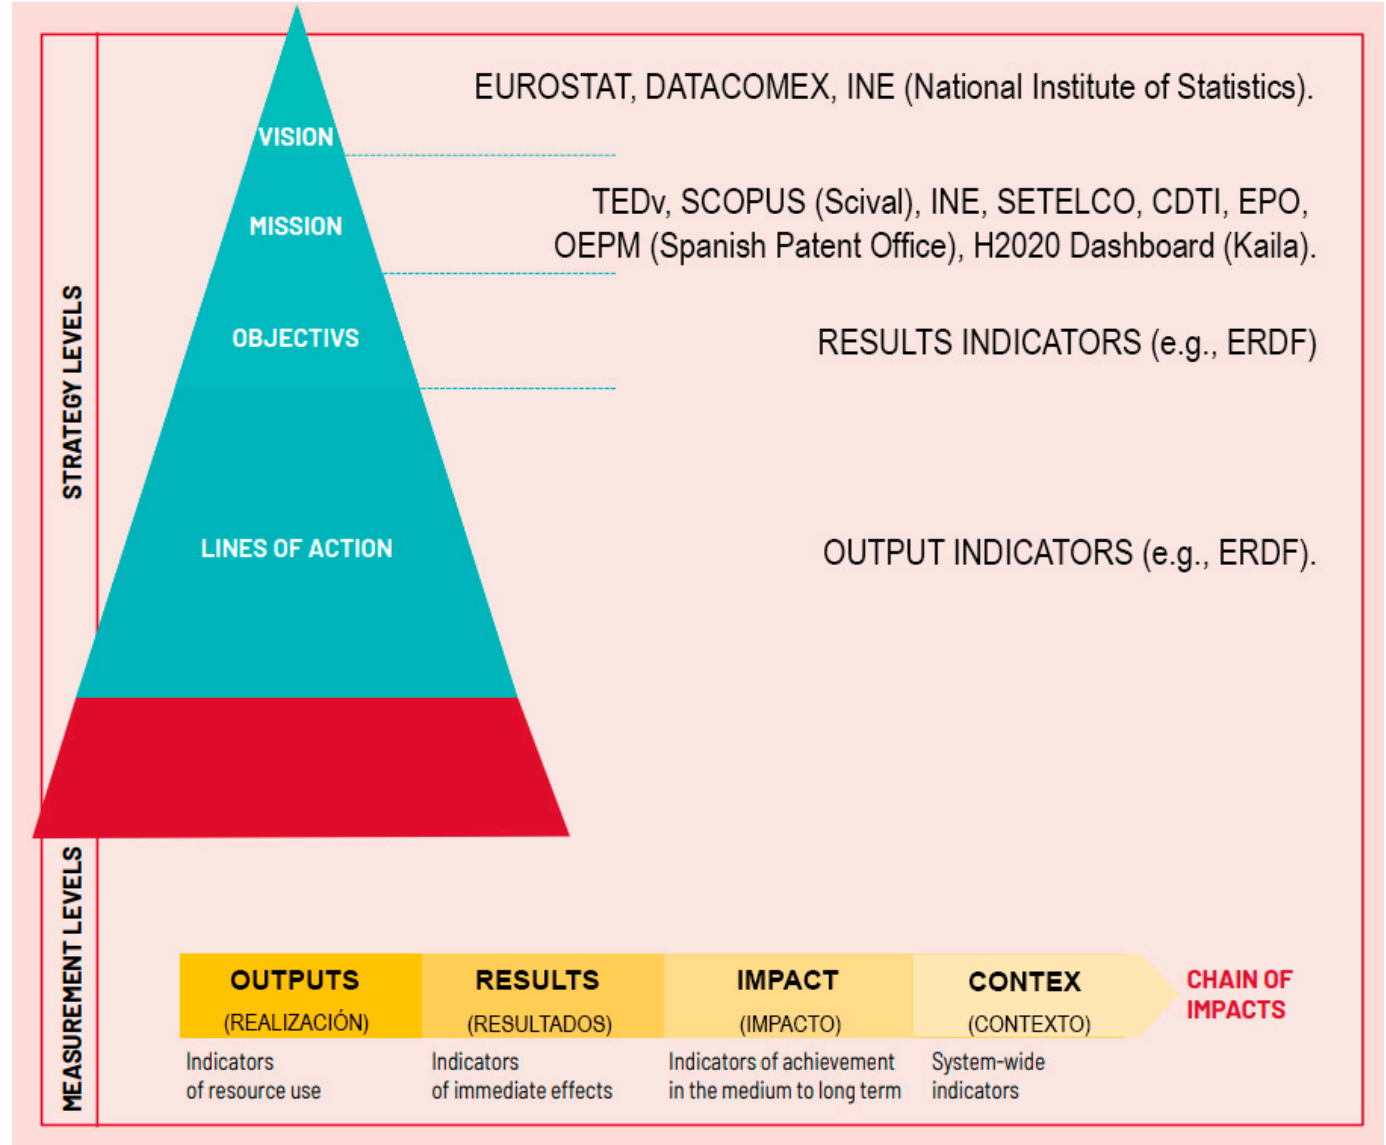 EUROSTAT, DATACOMEX, INE (National Institute of Statistics).
VISION
TEDv, SCOPUS (Scival), INE, SETELCO, CDTI, EPO,
OEPM (Spanish Patent Office), H2020 Dashboard (Kaila).
MISSION
OBJECTIVS
RESULTS INDICATORS (e.g., ERDF)
STRATEGY LEVELS
LINES OF ACTION
OUTPUT INDICATORS (e.g., ERDF).
MEASUREMENT LEVELS
OUTPUTS
(REALIZACIÓN)
Indicators
of resource use
RESULTS
(RESULTADOS)
Indicators
of immediate effects
IMPACT
(IMPACTO)
Indicators of achievement
in the medium to long term
CONTEX
(CONTEXTO)
System-wide
indicators
CHAIN OF
IMPACTS